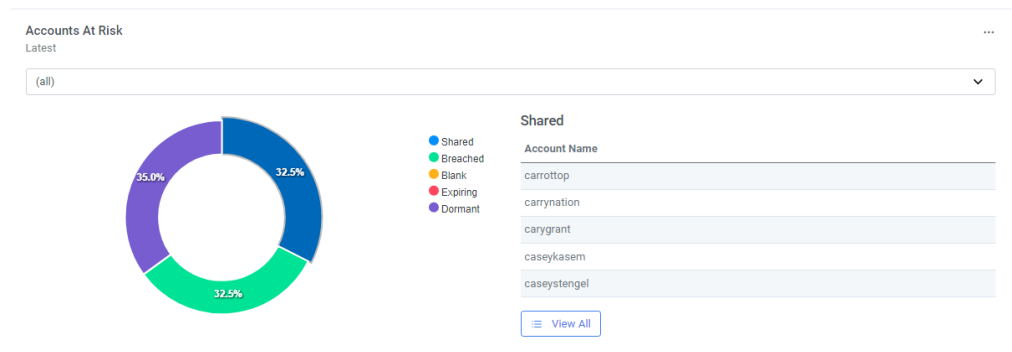 Accounts At Risk
Latest
(all)
32.5%
35.0%
32.5%
Shared
Breached
Blank
Expiring
Dormant
Shared
Account Name
carrottop
carrynation
carygrant
caseykasem
caseystengel
View All